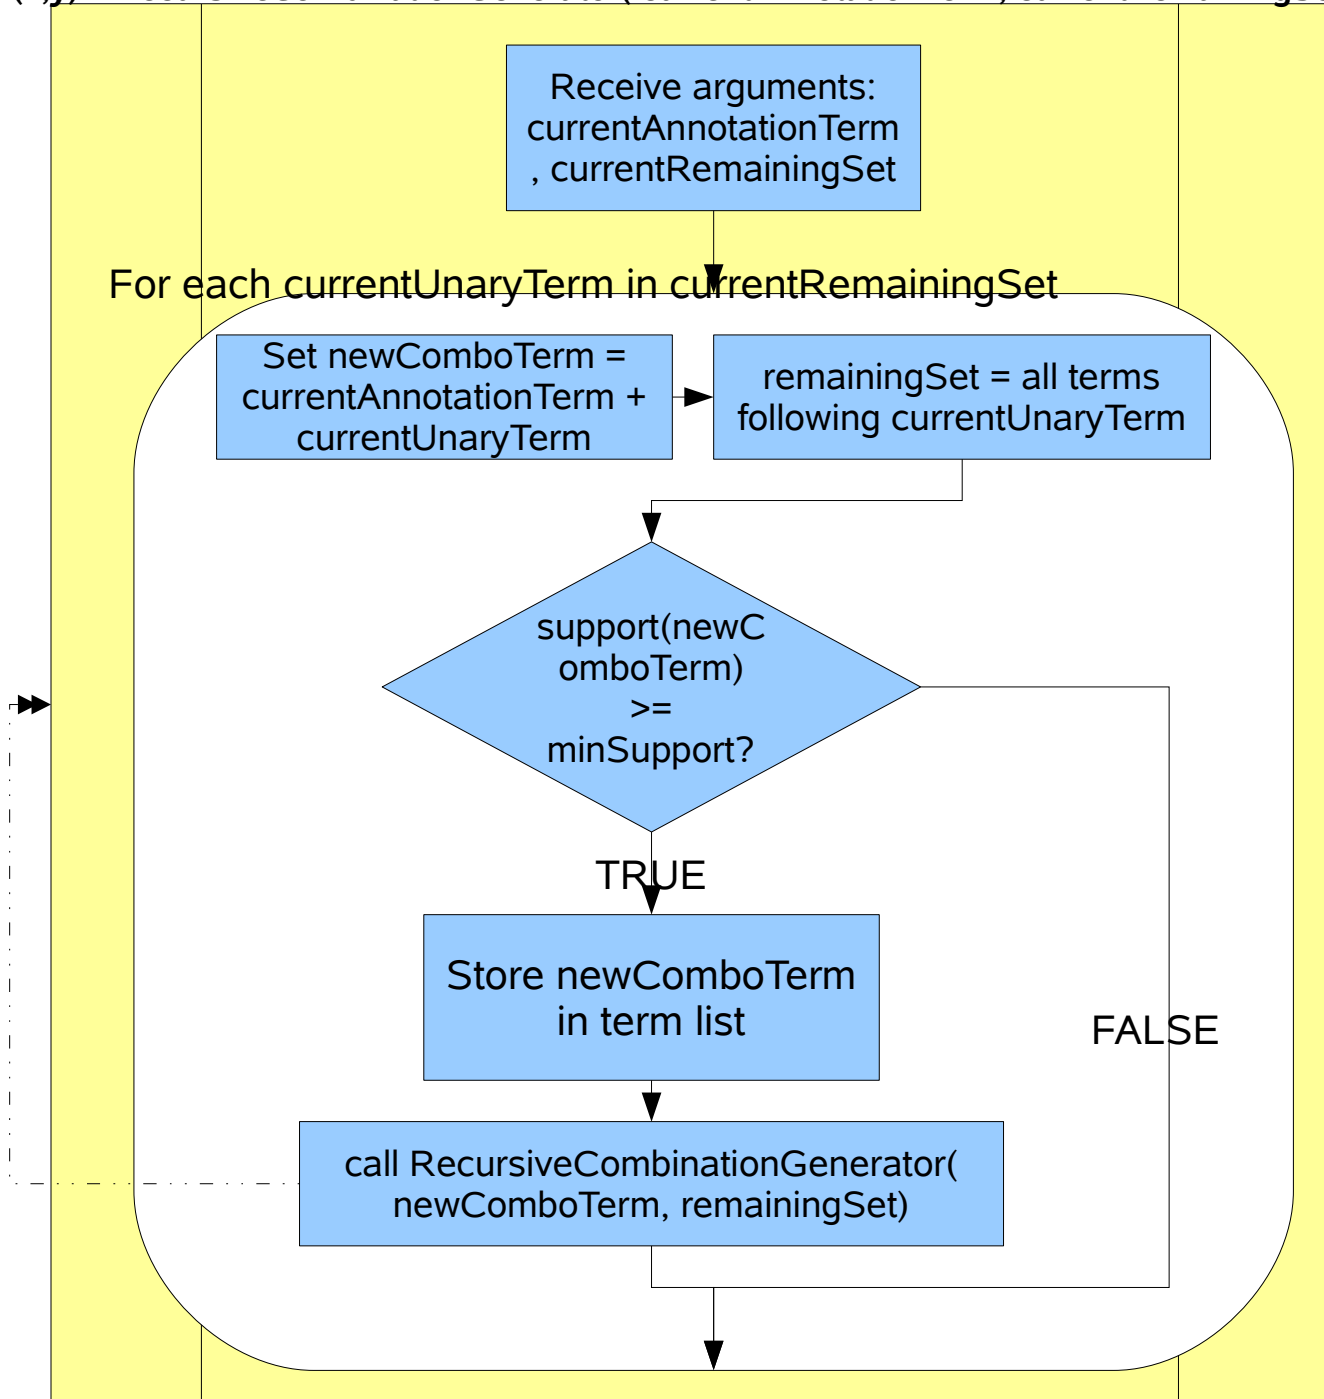 Receive arguments:
currentAnnotationTerm
, currentRemainingSet
For each currentUnaryTerm in currentRemainingSet
Set newComboTerm =
currentAnnotationTerm +
currentUnaryTerm
remainingSet = all terms
following currentUnaryTerm
support(newC
omboTerm)
>=
minSupport?
TRUE
Store newComboTerm
in term list
FALSE
call RecursiveCombinationGenerator(
newComboTerm, remainingSet)